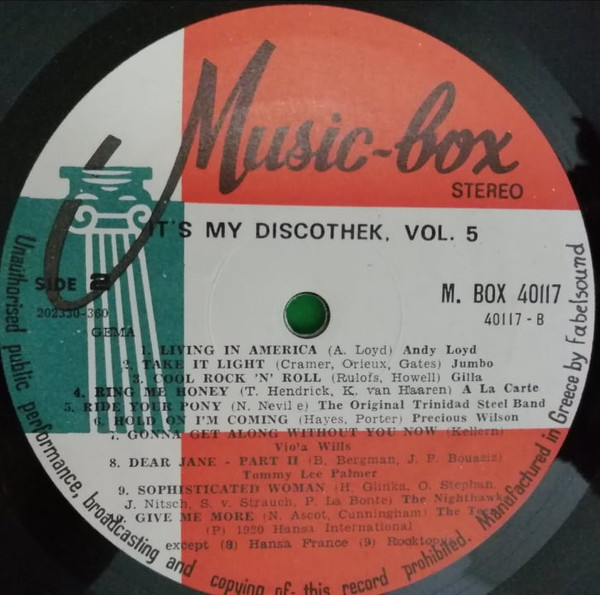 Music-box
STEREO
IT'S MY DISCOTHEK, VOL. 5
SIDE 2
202330-360
GEMA
M. BOX 40117
40117-B
1. LIVING IN AMERICA (A. Loyd) Andy Loyd
2. TAKE IT LIGHT (Cramer, Orieux, Gates) Jumbo
3. COOL ROCK 'N' ROLL (Rulofs, Howell) Gilla
4. RING ME HONEY (T. Hendrick, K. van Haaren) A La Carte
5. RIDE YOUR PONY (N. Nevil e) The Original Trinidad Steel Band
6. HOLD ON I'M COMING (Hayes, Porter) Precious Wilson
7. GONNA GET ALONG WITHOUT YOU NOW (Kellern)
Vio'a Wills
8. DEAR JANE - PART II (B. Bergman, J. P. Bouaziz)
Tommy Lee Palmer
9. SOPHISTICATED WOMAN (H. Glinka, O. Stephan,
J. Nitsch, S. v. Strauch, P. La Bonte) The Nighthawk
GIVE ME MORE (N. Ascot, Cunningham) The
(P) 1980 Hansa International
except (8) Hansa France (9) Rocktopus
Unauthorised public performance, broadcasting and copying of this record prohibited. Manufactured in Greece by Fabelsound